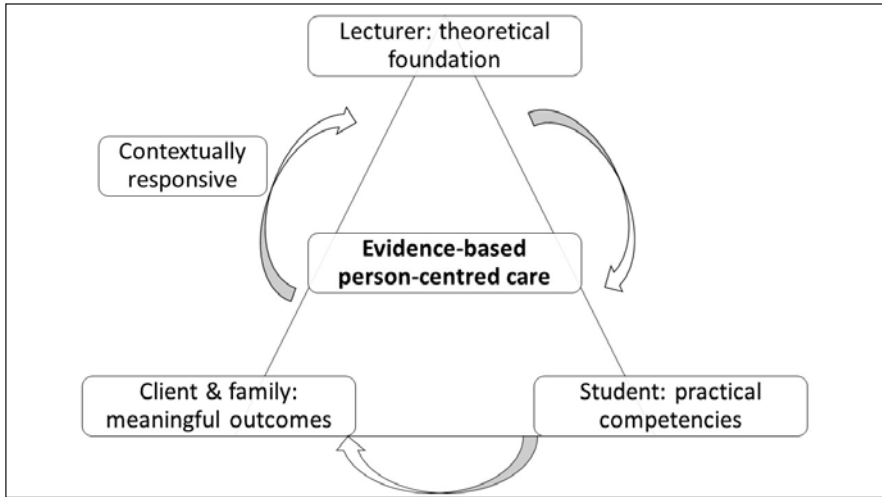 Lecturer: theoretical
foundation
Contextually
responsive
Evidence-based
person-centred care
Client & family:
meaningful outcomes
Student: practical
competencies